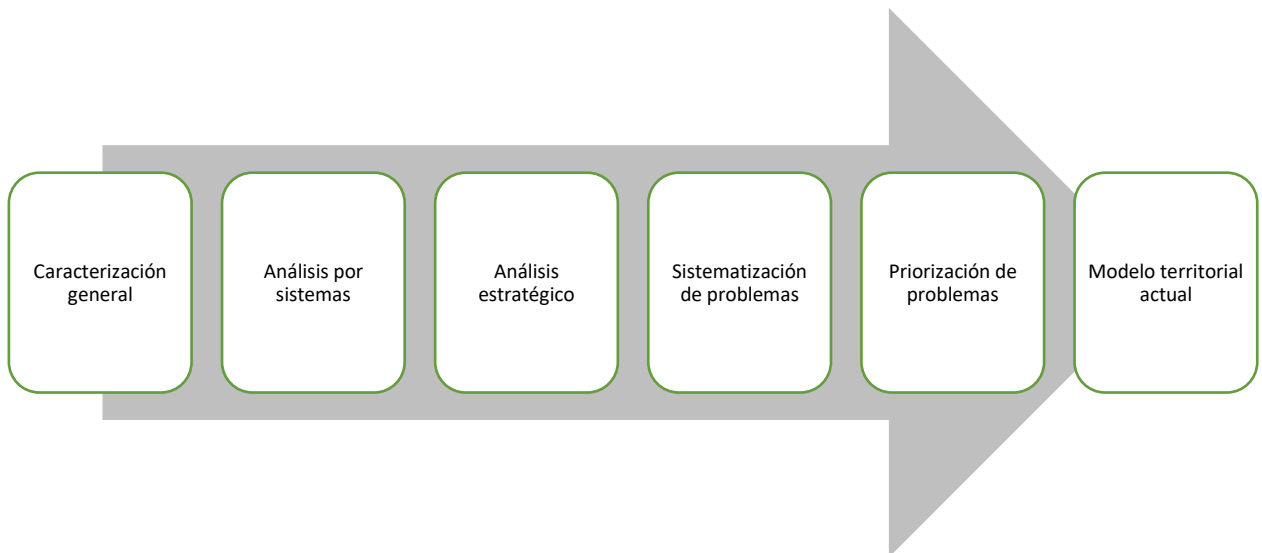 Caracterización
general
Análisis por
sistemas
Análisis
estratégico
Sistematización
de problemas
Priorización de
problemas
Modelo territorial
actual